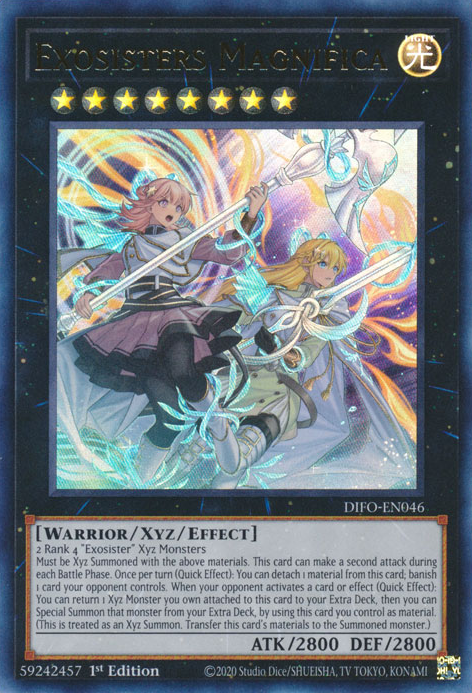 Exosisters Magnifica
LIGHT
光
DIFO-EN046
[Warrior/Xyz/Effect]
2 Rank 4 "Exosister" Xyz Monsters
Must be Xyz Summoned with the above materials. This card can make a second attack during
each Battle Phase. Once per turn (Quick Effect): You can detach 1 material from this card; banish
1 card your opponent controls. When your opponent activates a card or effect (Quick Effect):
You can return 1 Xyz Monster you own attached to this card to your Extra Deck, then you can
Special Summon that monster from your Extra Deck, by using this card you control as material.
(This is treated as an Xyz Summon. Transfer this card's materials to the Summoned monster.)
ATK/2800 DEF/2800
59242457 1st Edition ©2020 Studio Dice/SHUEISHA, TV TOKYO, KONAMI